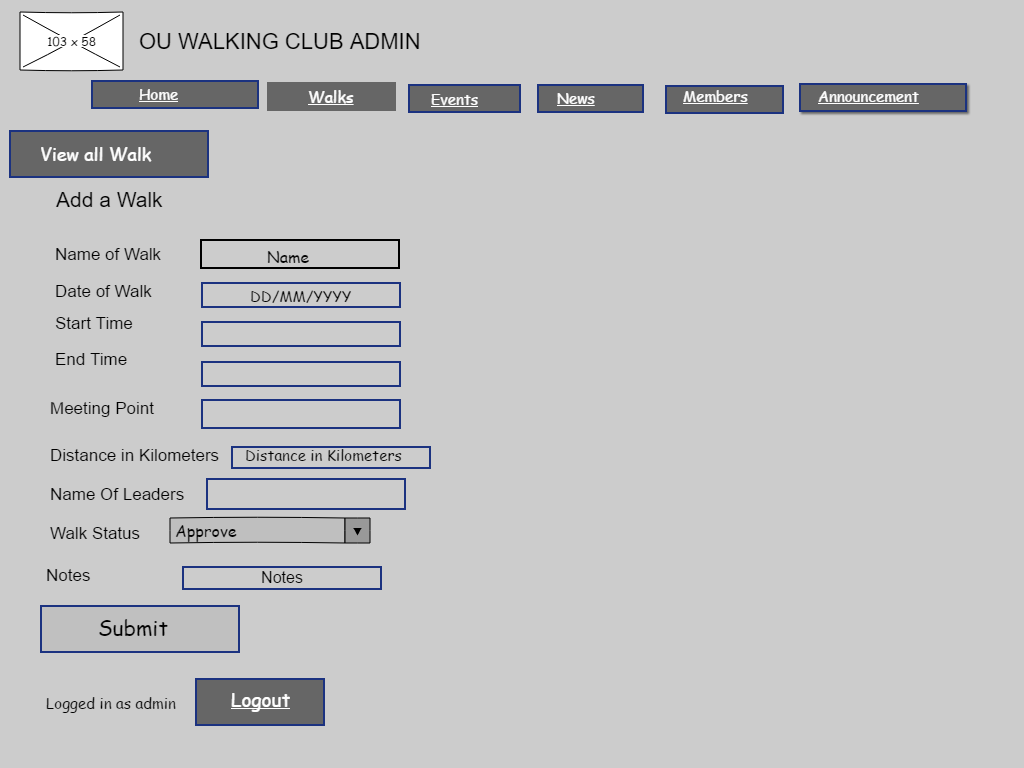 103 x 58
OU WALKING CLUB ADMIN
Home
Walks
Events
News
Members
Announcement
View all Walk
Add a Walk
Name of Walk
Name
Date of Walk
DD/MM/YYYY
Start Time
End Time
Meeting Point
Distance in Kilometers
Distance in Kilometers
Name Of Leaders
Walk Status
Approve
Notes
Notes
Submit
Logged in as admin
Logout